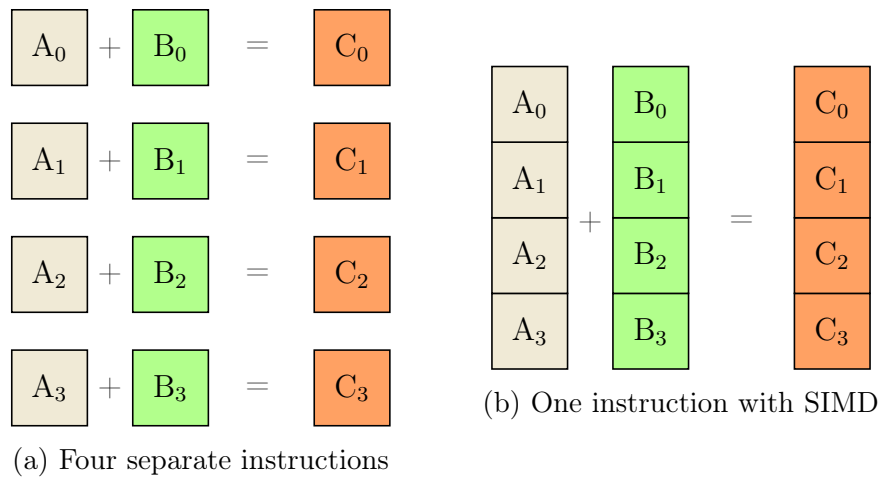 A₀ + B₀ = C₀
A₁ + B₁ = C₁
A₂ + B₂ = C₂
A₃ + B₃ = C₃
(a) Four separate instructions
A₀ B₀ C₀
A₁ B₁ C₁
+ =
A₂ B₂ C₂
A₃ B₃ C₃
(b) One instruction with SIMD